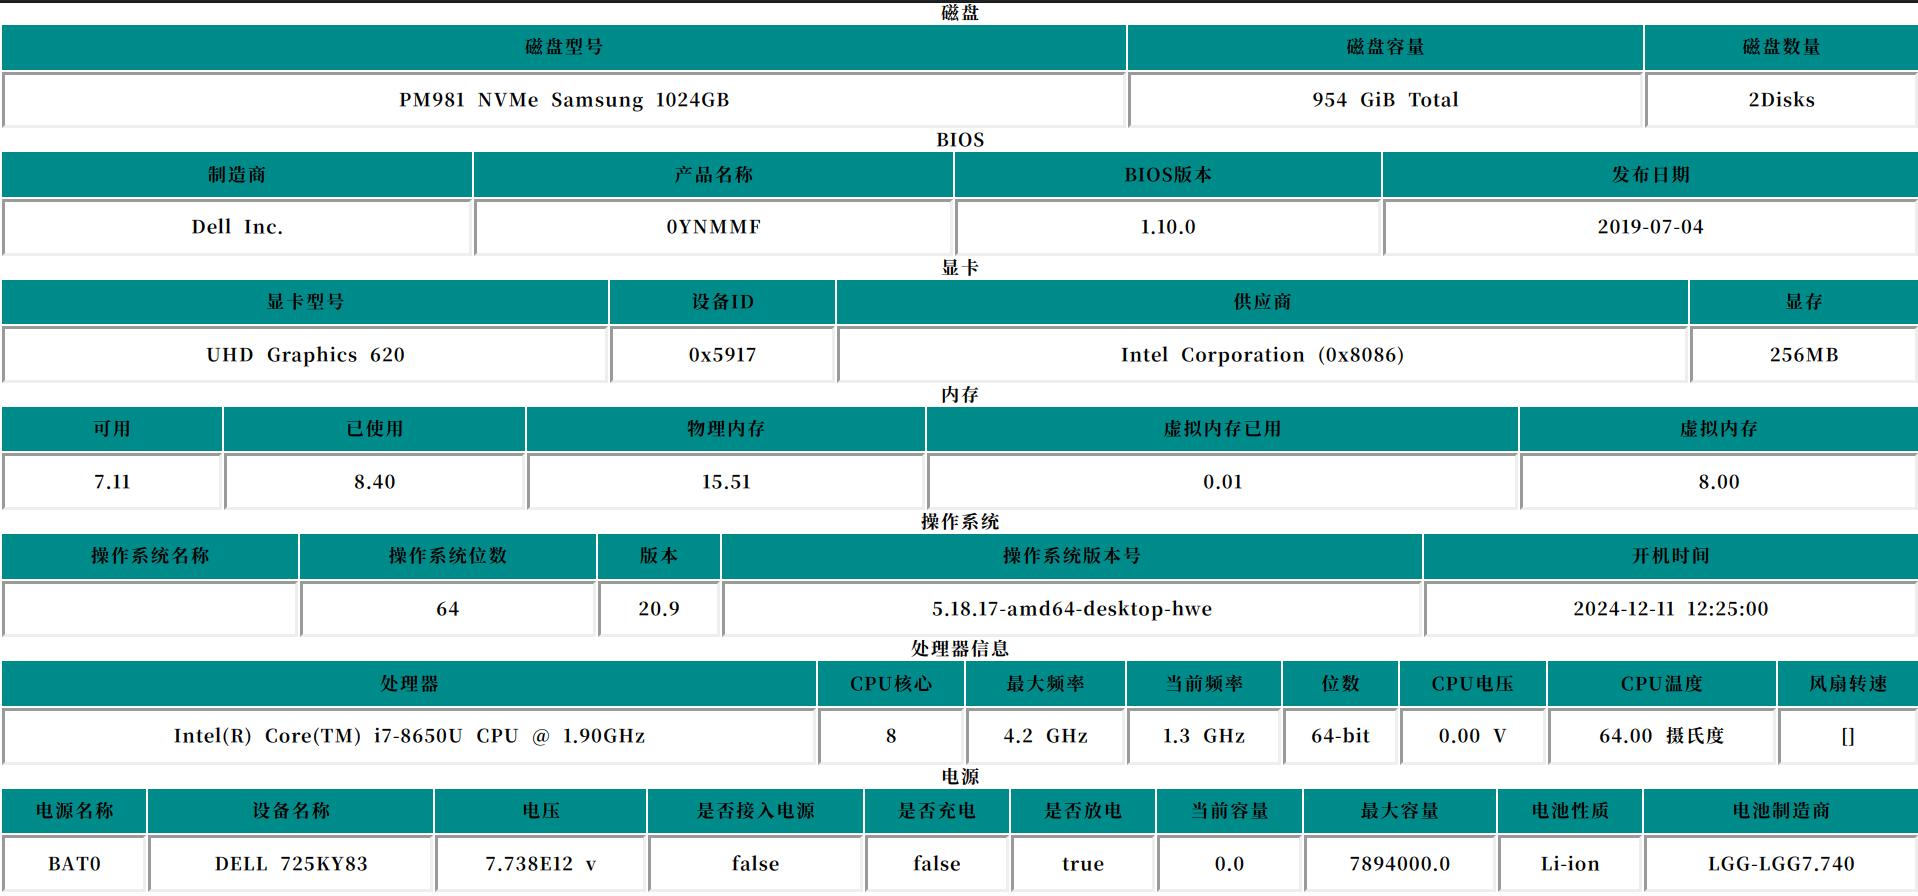 磁盘
磁盘型号 磁盘容量 磁盘数量
PM981 NVMe Samsung 1024GB 954 GiB Total 2Disks
BIOS
制造商 产品名称 BIOS版本 发布日期
Dell Inc. 0YNMMF 1.10.0 2019-07-04
显卡
显卡型号 设备ID 供应商 显存
UHD Graphics 620 0x5917 Intel Corporation (0x8086) 256MB
内存
可用 已使用 物理内存 虚拟内存已用 虚拟内存
7.11 8.40 15.51 0.01 8.00
操作系统
操作系统名称 操作系统位数 版本 操作系统版本号 开机时间
64 20.9 5.18.17-amd64-desktop-hwe 2024-12-11 12:25:00
处理器信息
处理器 CPU核心 最大频率 当前频率 位数 CPU电压 CPU温度 风扇转速
Intel(R) Core(TM) i7-8650U CPU @ 1.90GHz 8 4.2 GHz 1.3 GHz 64-bit 0.00 V 64.00 摄氏度 []
电源
电源名称 设备名称 电压 是否接入电源 是否充电 是否放电 当前容量 最大容量 电池性质 电池制造商
BAT0 DELL 725KY83 7.738E12 v false false true 0.0 7894000.0 Li-ion LGG-LGG7.740